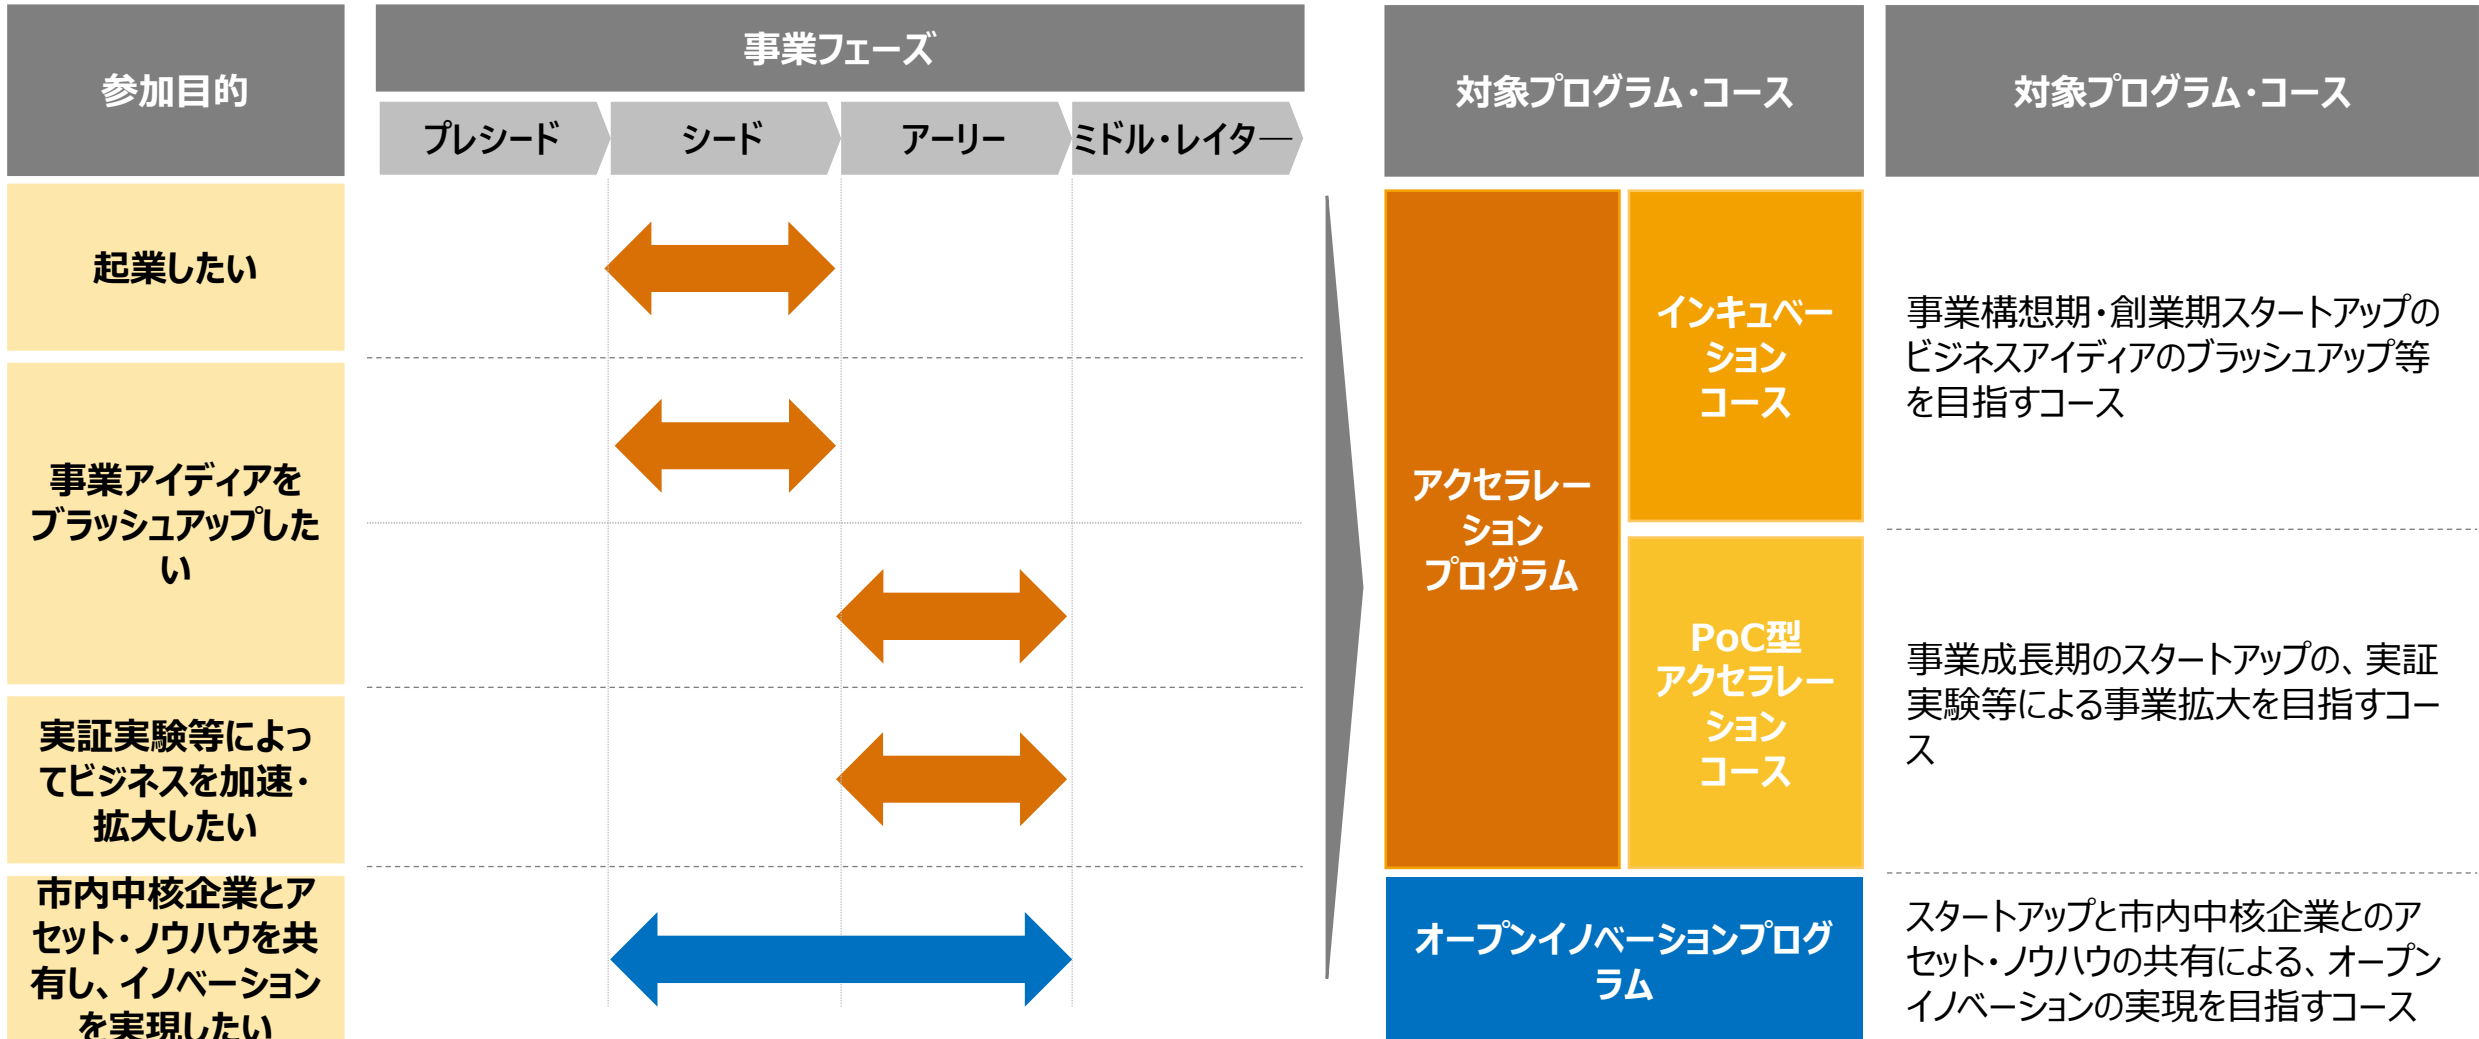 参加目的
事業フェーズ
対象プログラム・コース
対象プログラム・コース
プレシード
シード
アーリー
ミドル・レイター
起業したい
事業アイディアを
ブラッシュアップした
い
実証実験等によっ
てビジネスを加速・
拡大したい
市内中核企業とア
セット・ノウハウを共
有し、イノベーション
を実現したい
アクセラレー
ション
プログラム
インキュベー
ション
コース
PoC型
アクセラレー
ション
コース
オープンイノベーションプログ
ラム
事業構想期・創業期スタートアップの
ビジネスアイディアのブラッシュアップ等
を目指すコース
事業成長期のスタートアップの、実証
実験等による事業拡大を目指すコー
ス
スタートアップと市内中核企業とのア
セット・ノウハウの共有による、オープン
イノベーションの実現を目指すコース